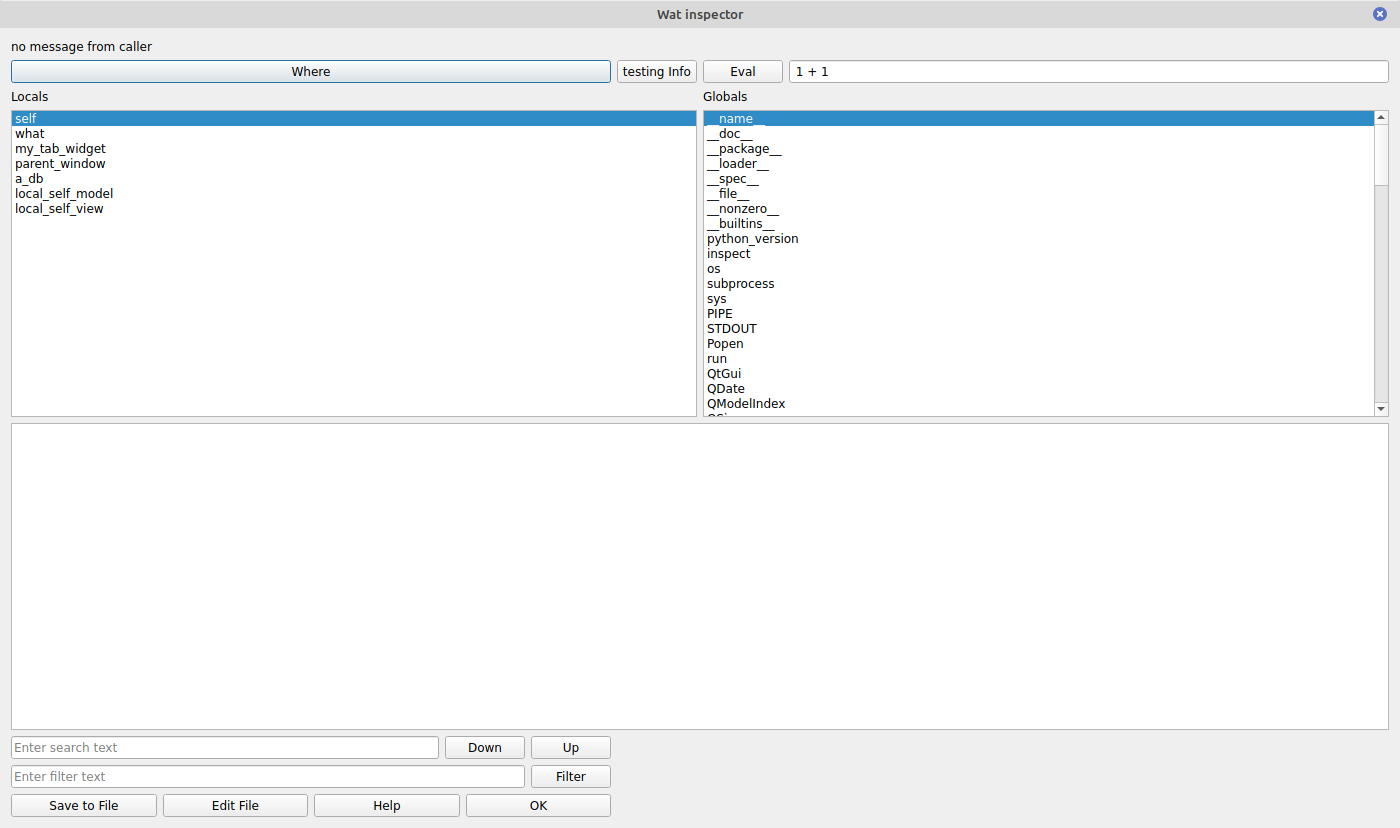 Wat inspector
no message from caller
Where testing Info Eval 1 + 1
Locals Globals
self
what
my_tab_widget
parent_window
a_db
local_self_model
local_self_view
__name__
__doc__
__package__
__loader__
__spec__
__file__
__nonzero__
__builtins__
python_version
inspect
os
subprocess
sys
PIPE
STDOUT
Popen
run
QtGui
QDate
QModelIndex
Enter search text Down Up
Enter filter text Filter
Save to File Edit File Help OK